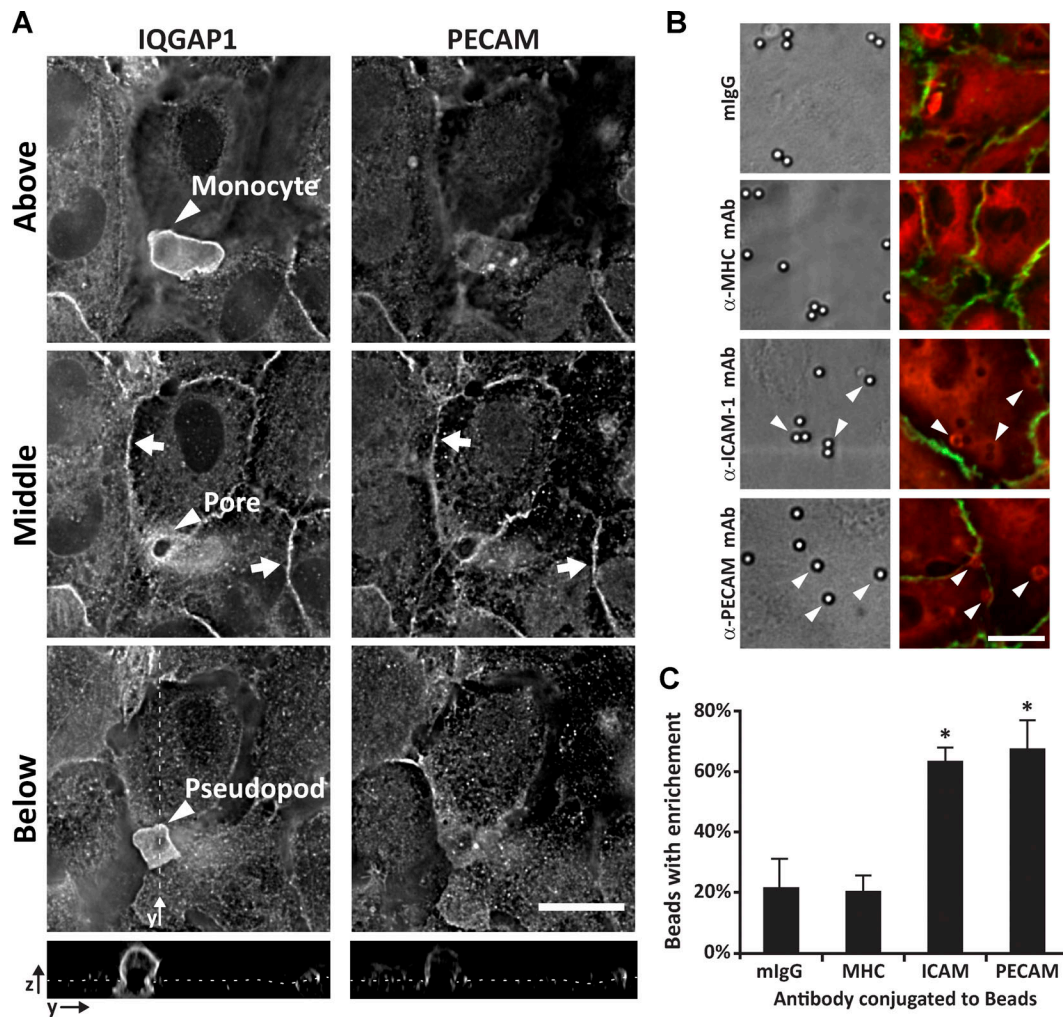 A
IQGAP1
PECAM
Above
Monocyte
Middle
Pore
Below
Pseudopod
y
z
y
B
mIgG
α-MHC mAb
α-ICAM-1 mAb
α-PECAM mAb
C
80%
60%
40%
20%
0%
Beads with enrichement
*
*
mIgG
MHC
ICAM
PECAM
Antibody conjugated to Beads